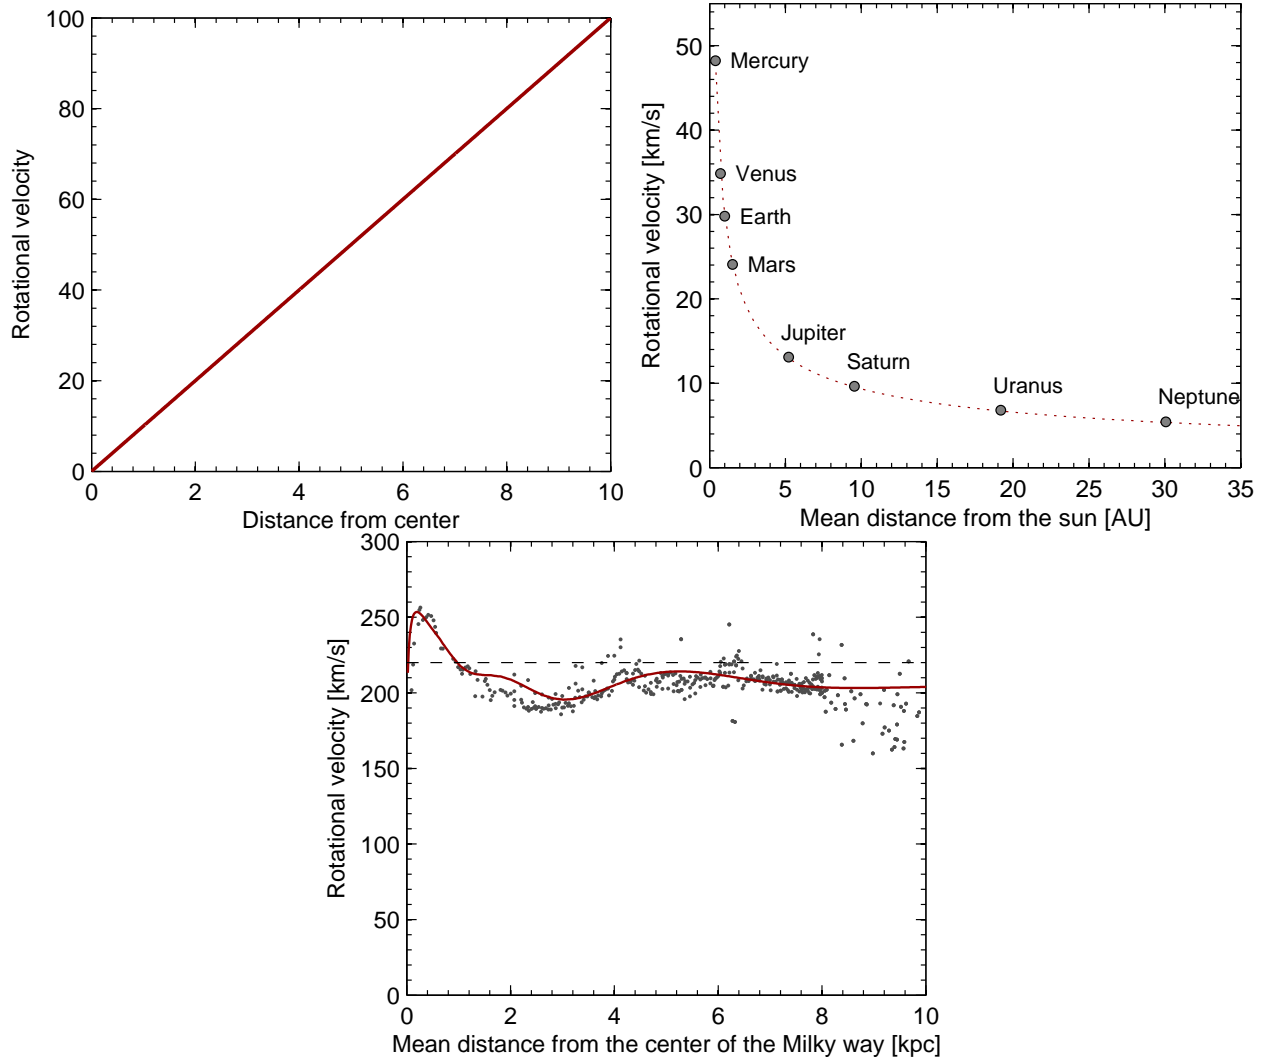 100
80
60
40
20
0
Rotational velocity
0 2 4 6 8 10
Distance from center
50
40
30
20
10
0
Rotational velocity [km/s]
Mercury
Venus
Earth
Mars
Jupiter
Saturn
Uranus
Neptune
0 5 10 15 20 25 30 35
Mean distance from the sun [AU]
300
250
200
150
100
50
0
Rotational velocity [km/s]
0 2 4 6 8 10
Mean distance from the center of the Milky way [kpc]